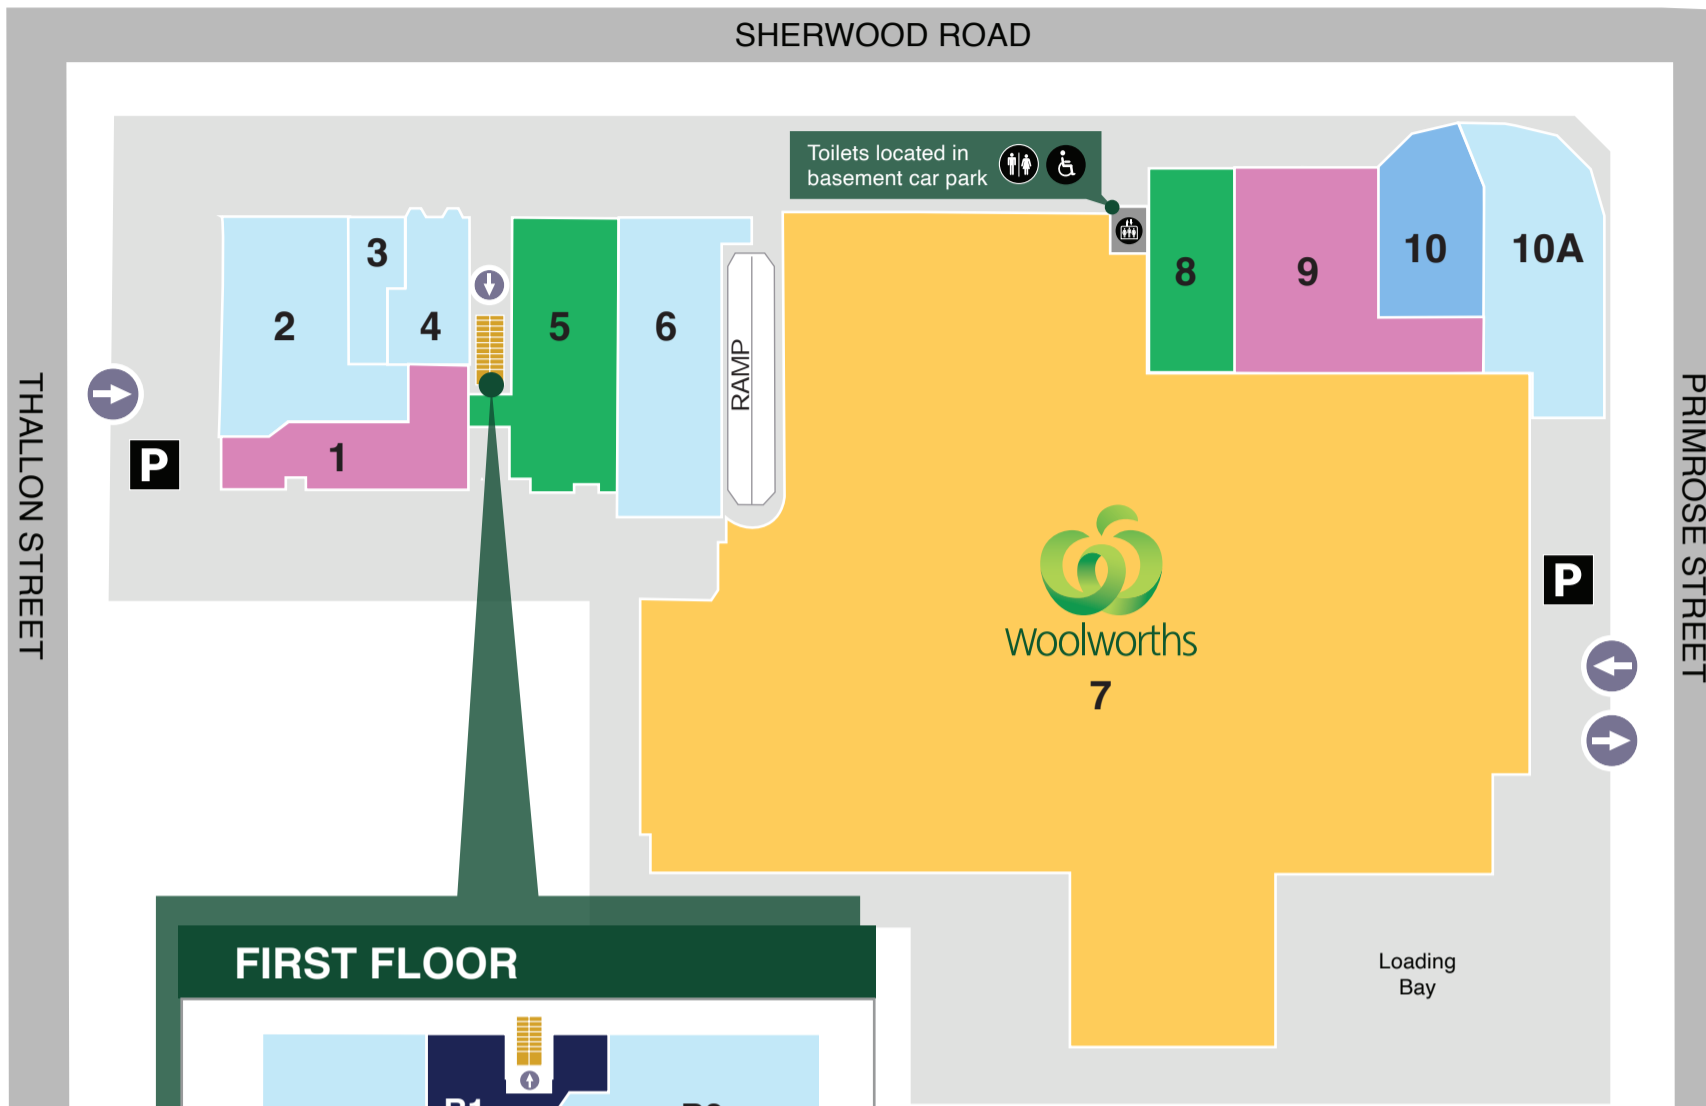 SHERWOOD ROAD
Toilets located in
basement car park
THALLON STREET
PRIMROSE STREET
2
3
4
5
6
1
RAMP
8
9
10
10A
P
P
Woolworths
7
Loading
Bay
FIRST FLOOR